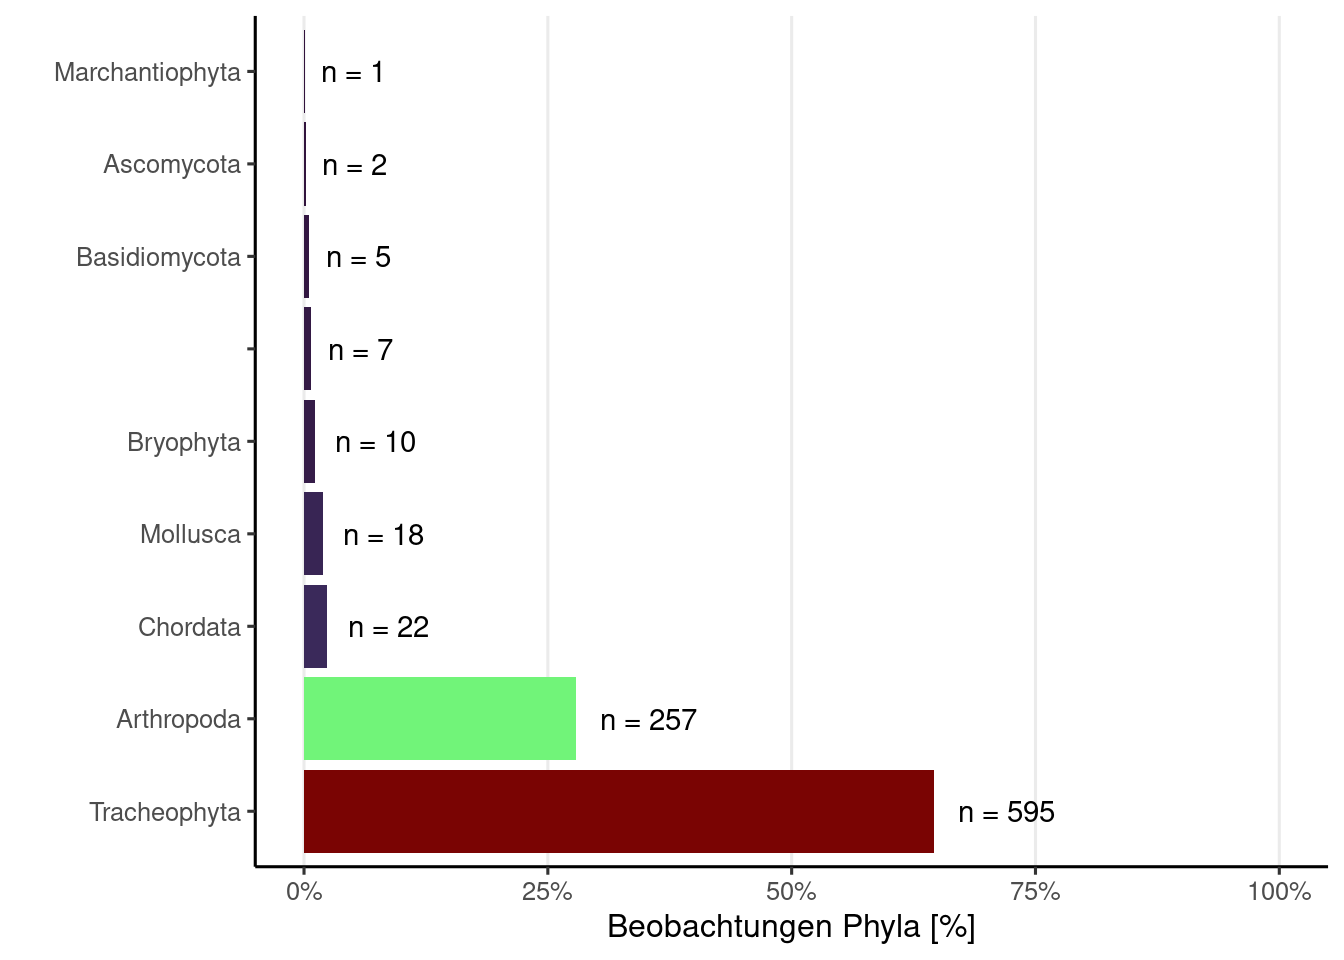 Marchantiophyta n = 1
Ascomycota n = 2
Basidiomycota n = 5
n = 7
Bryophyta n = 10
Mollusca n = 18
Chordata n = 22
Arthropoda n = 257
Tracheophyta n = 595
0% 25% 50% 75% 100%
Beobachtungen Phyla [%]